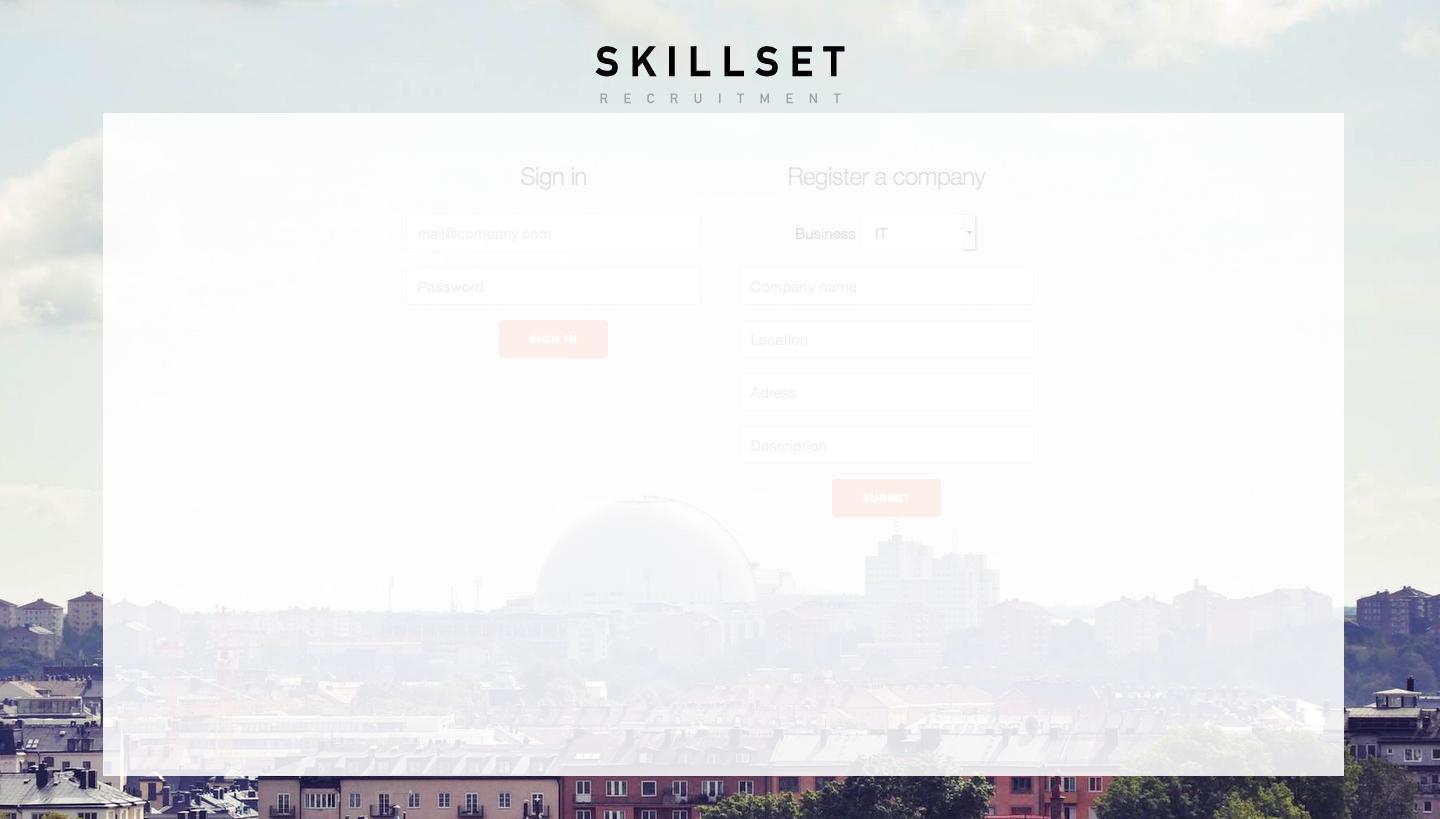 SKILLSET
RECRUITMENT
Sign in
mail@company.com
Password
SIGN IN
Register a company
Business IT
Company name
Location
Adress
Description
SUBMIT